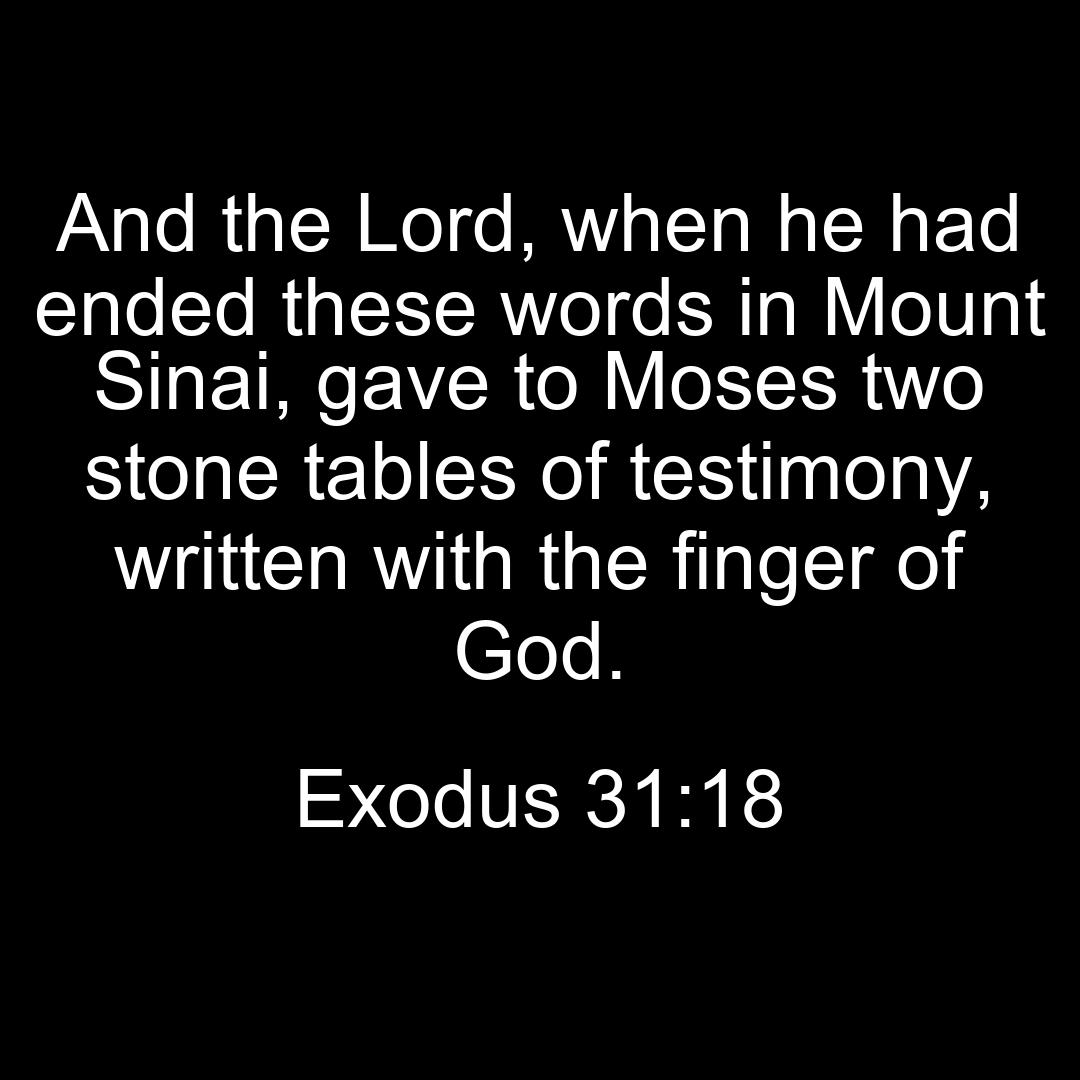 And the Lord, when he had
ended these words in Mount
Sinai, gave to Moses two
stone tables of testimony,
written with the finger of
God.
Exodus 31:18